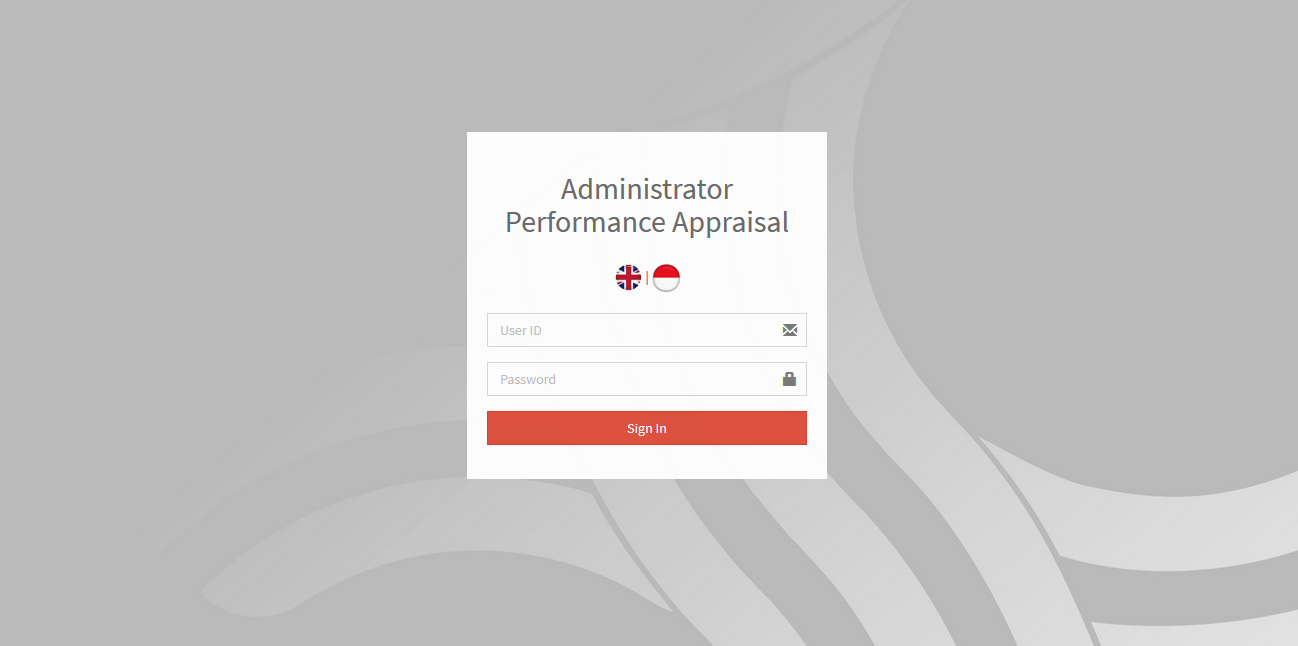 Administrator
Performance Appraisal
|
User ID
Password
Sign In